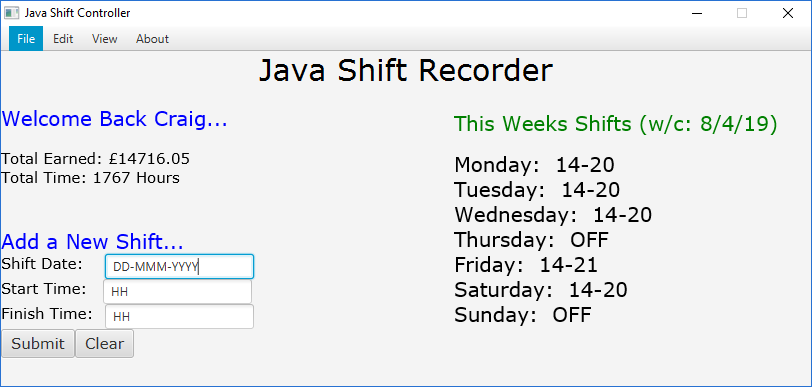 Java Shift Controller
File Edit View About
Java Shift Recorder
Welcome Back Craig...
Total Earned: £14716.05
Total Time: 1767 Hours
Add a New Shift...
Shift Date: DD-MMM-YYYY
Start Time: HH
Finish Time: HH
Submit Clear
This Weeks Shifts (w/c: 8/4/19)
Monday: 14-20
Tuesday: 14-20
Wednesday: 14-20
Thursday: OFF
Friday: 14-21
Saturday: 14-20
Sunday: OFF